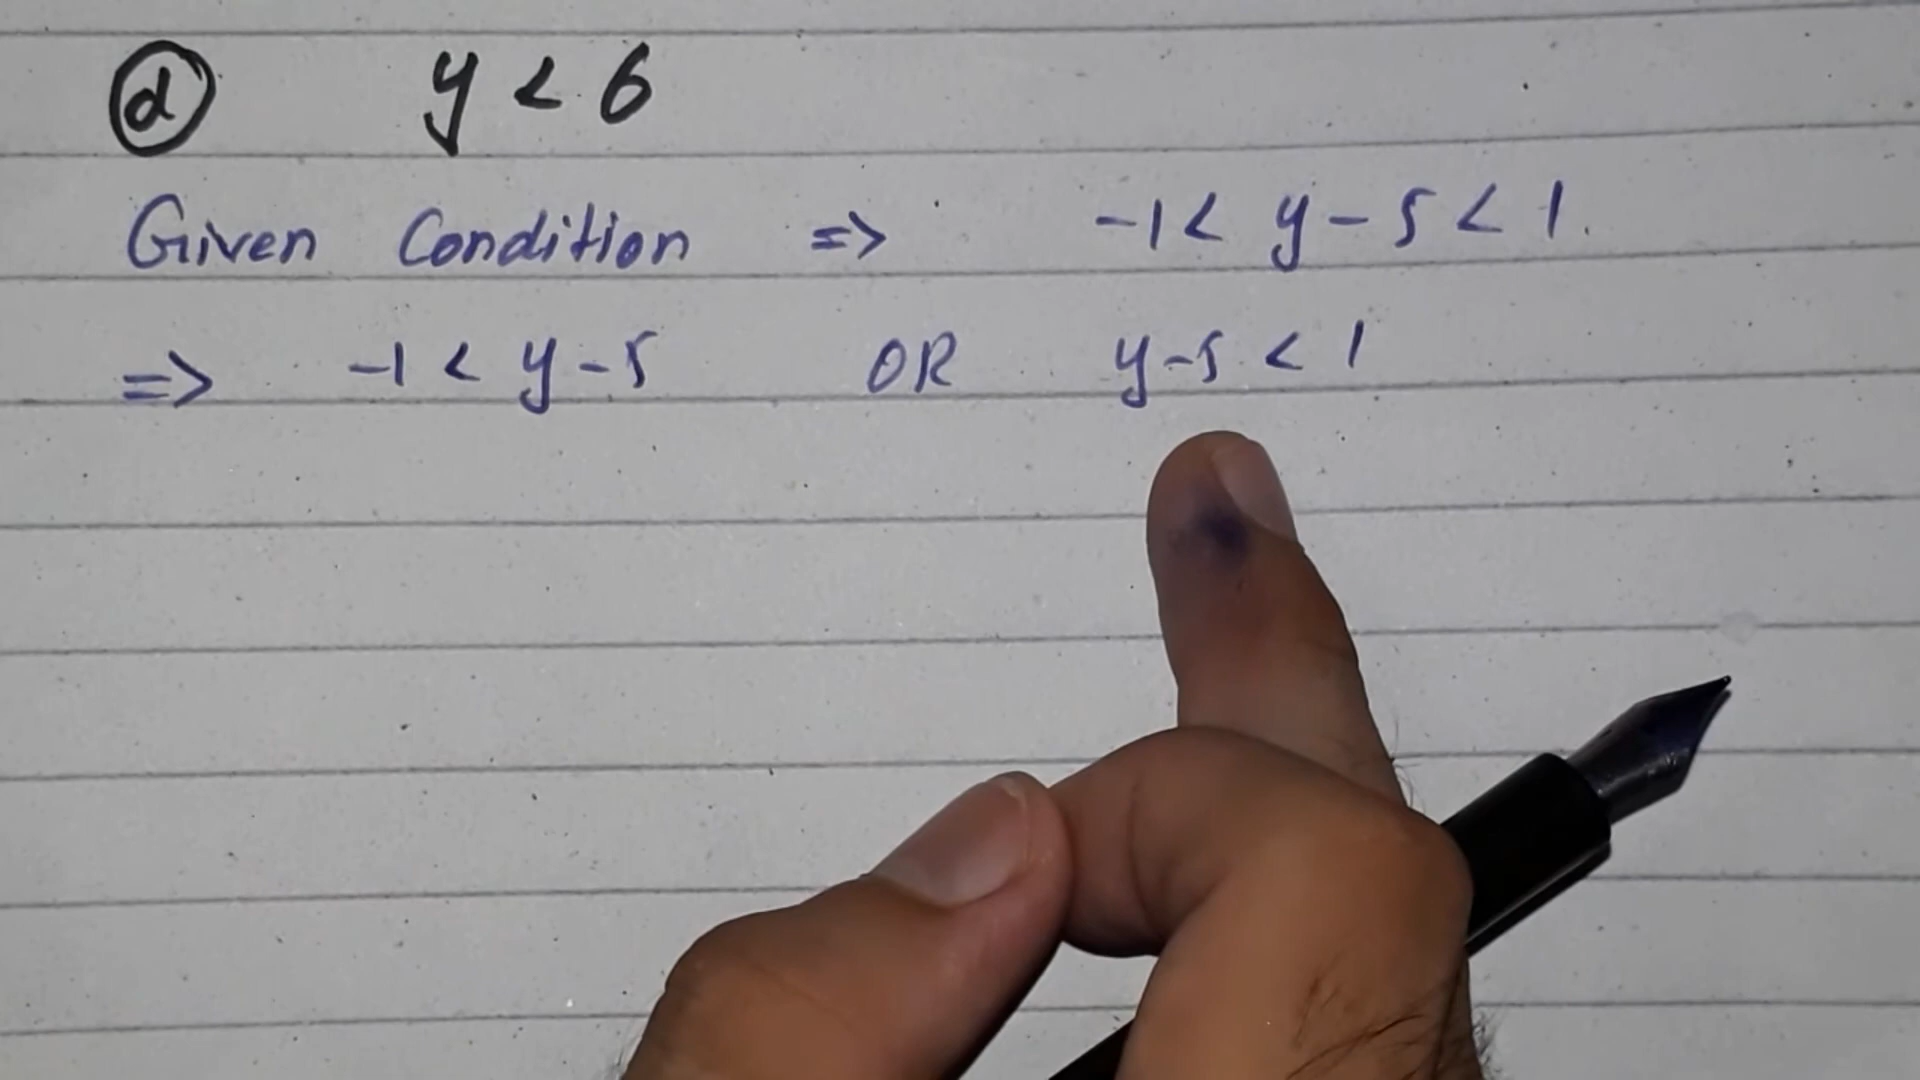 (d) y < 6
Given Condition => -1 < y - 5 < 1.
=> -1 < y - 5 OR y - 5 < 1